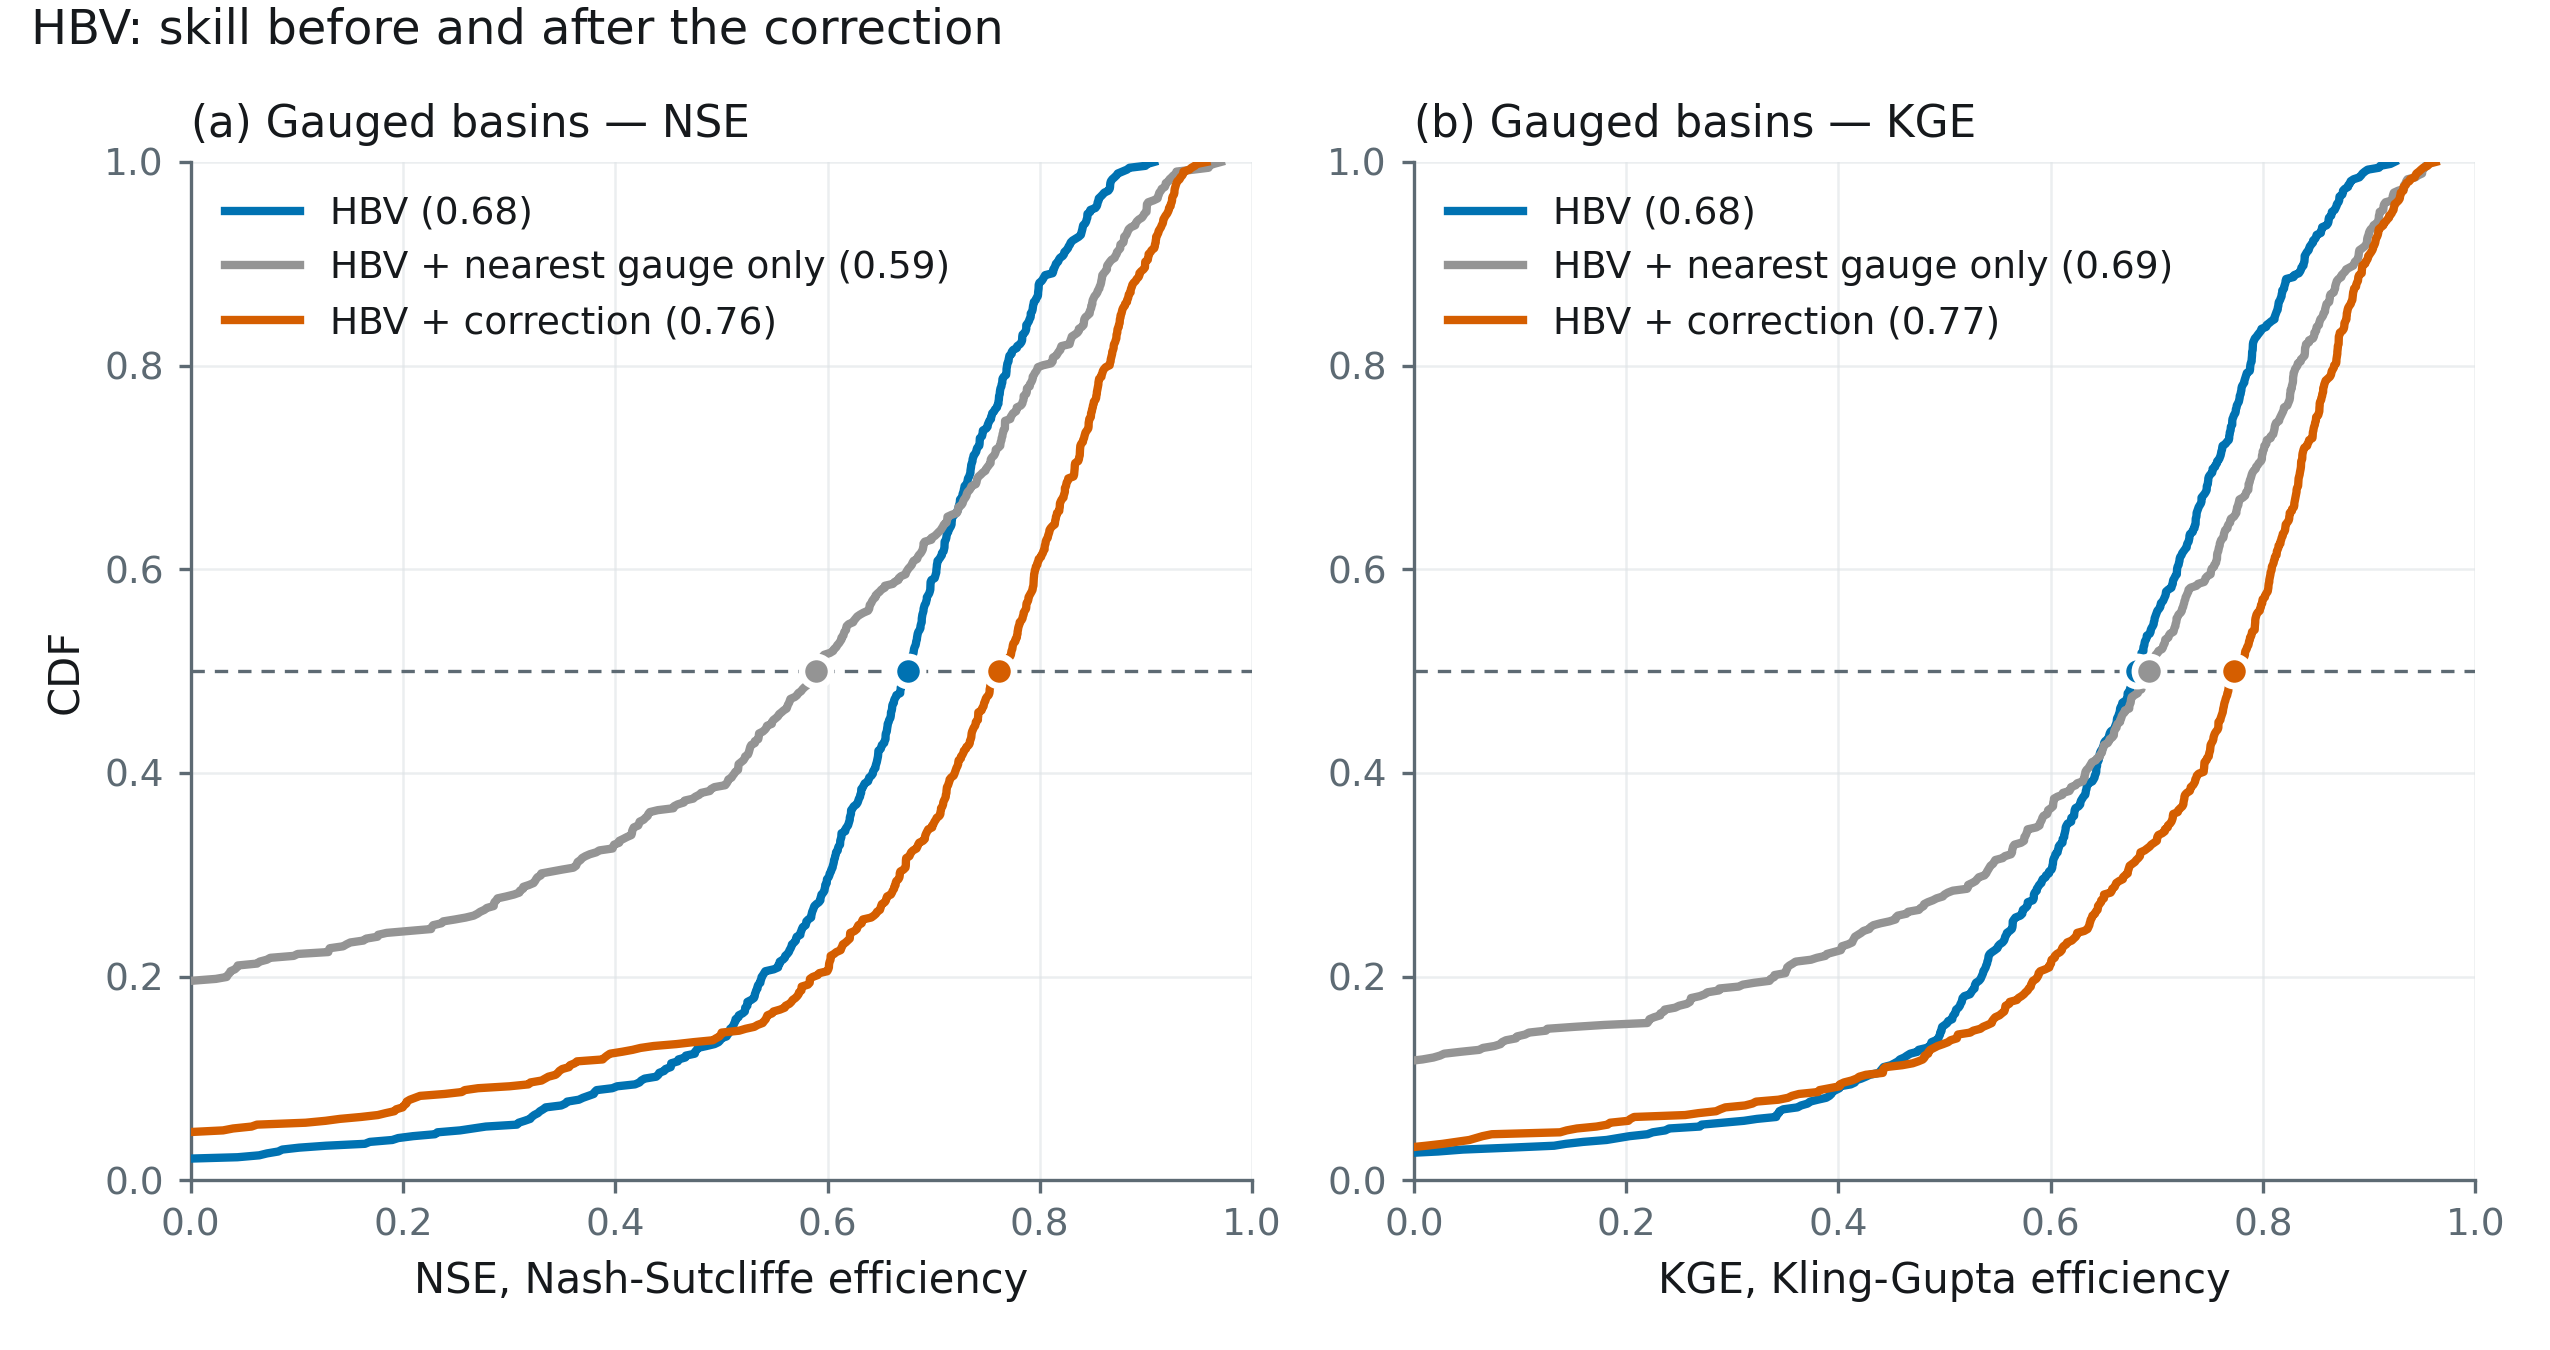 HBV: skill before and after the correction
(a) Gauged basins — NSE
1.0
0.8
0.6
0.4
0.2
0.0
CDF
HBV (0.68)
HBV + nearest gauge only (0.59)
HBV + correction (0.76)
0.0 0.2 0.4 0.6 0.8 1.0
NSE, Nash-Sutcliffe efficiency
(b) Gauged basins — KGE
1.0
0.8
0.6
0.4
0.2
0.0
HBV (0.68)
HBV + nearest gauge only (0.69)
HBV + correction (0.77)
0.0 0.2 0.4 0.6 0.8 1.0
KGE, Kling-Gupta efficiency